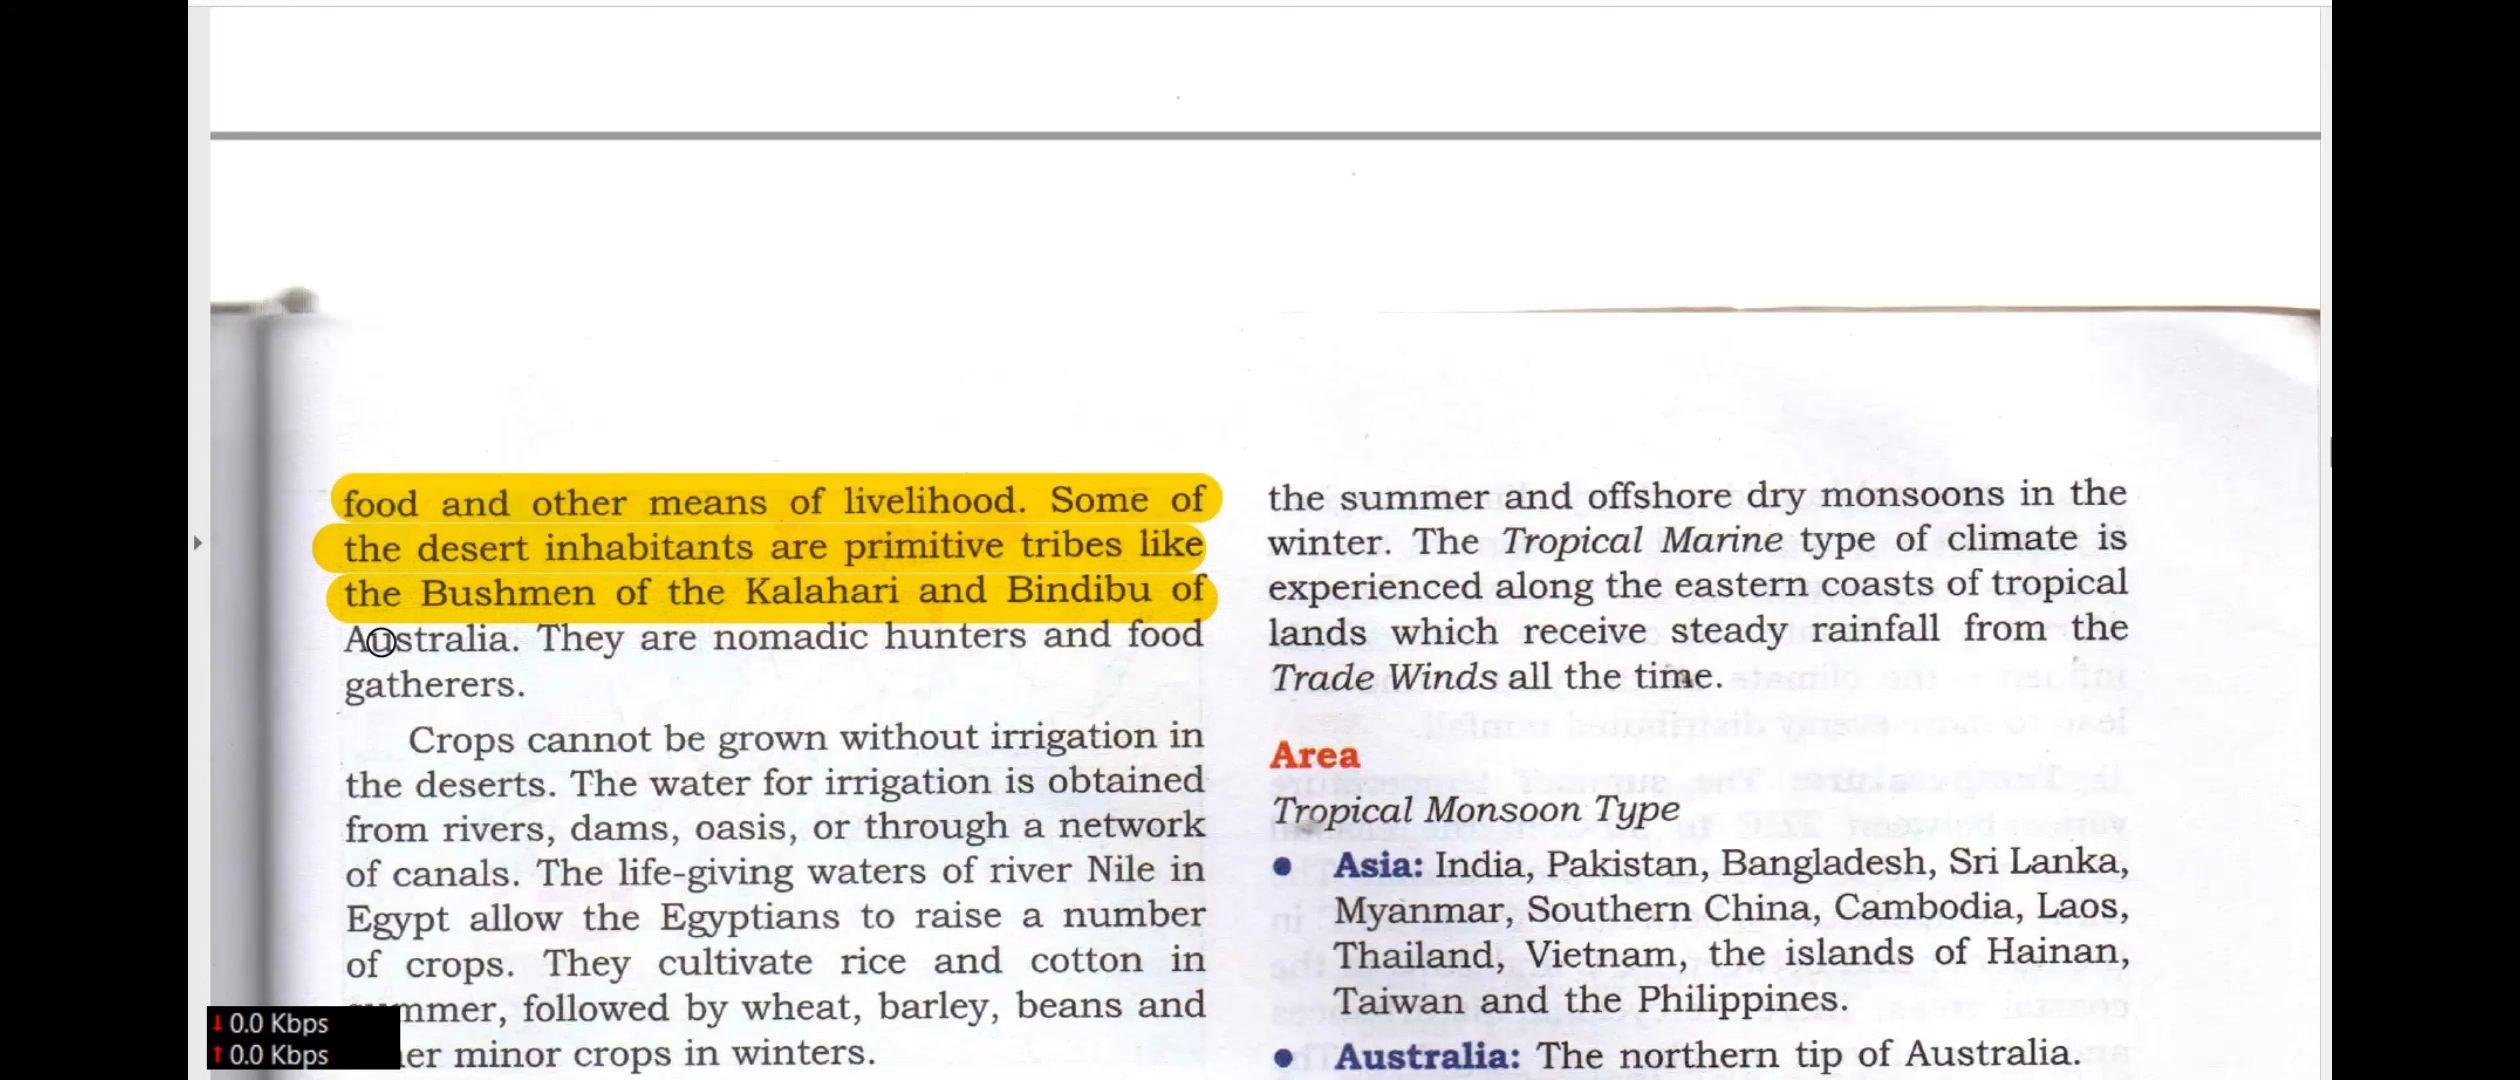 food and other means of livelihood. Some of
the desert inhabitants are primitive tribes like
the Bushmen of the Kalahari and Bindibu of
Australia. They are nomadic hunters and food
gatherers.
Crops cannot be grown without irrigation in
the deserts. The water for irrigation is obtained
from rivers, dams, oasis, or through a network
of canals. The life-giving waters of river Nile in
Egypt allow the Egyptians to raise a number
of crops. They cultivate rice and cotton in
followed by wheat, barley, beans and
minor crops in winters.
the summer and offshore dry monsoons in the
winter. The Tropical Marine type of climate is
experienced along the eastern coasts of tropical
lands which receive steady rainfall from the
Trade Winds all the time.
Area
Tropical Monsoon Type
• Asia: India, Pakistan, Bangladesh, Sri Lanka,
Myanmar, Southern China, Cambodia, Laos,
Thailand, Vietnam, the islands of Hainan,
Taiwan and the Philippines.
• Australia: The northern tip of Australia.
0.0 Kbps
0.0 Kbps